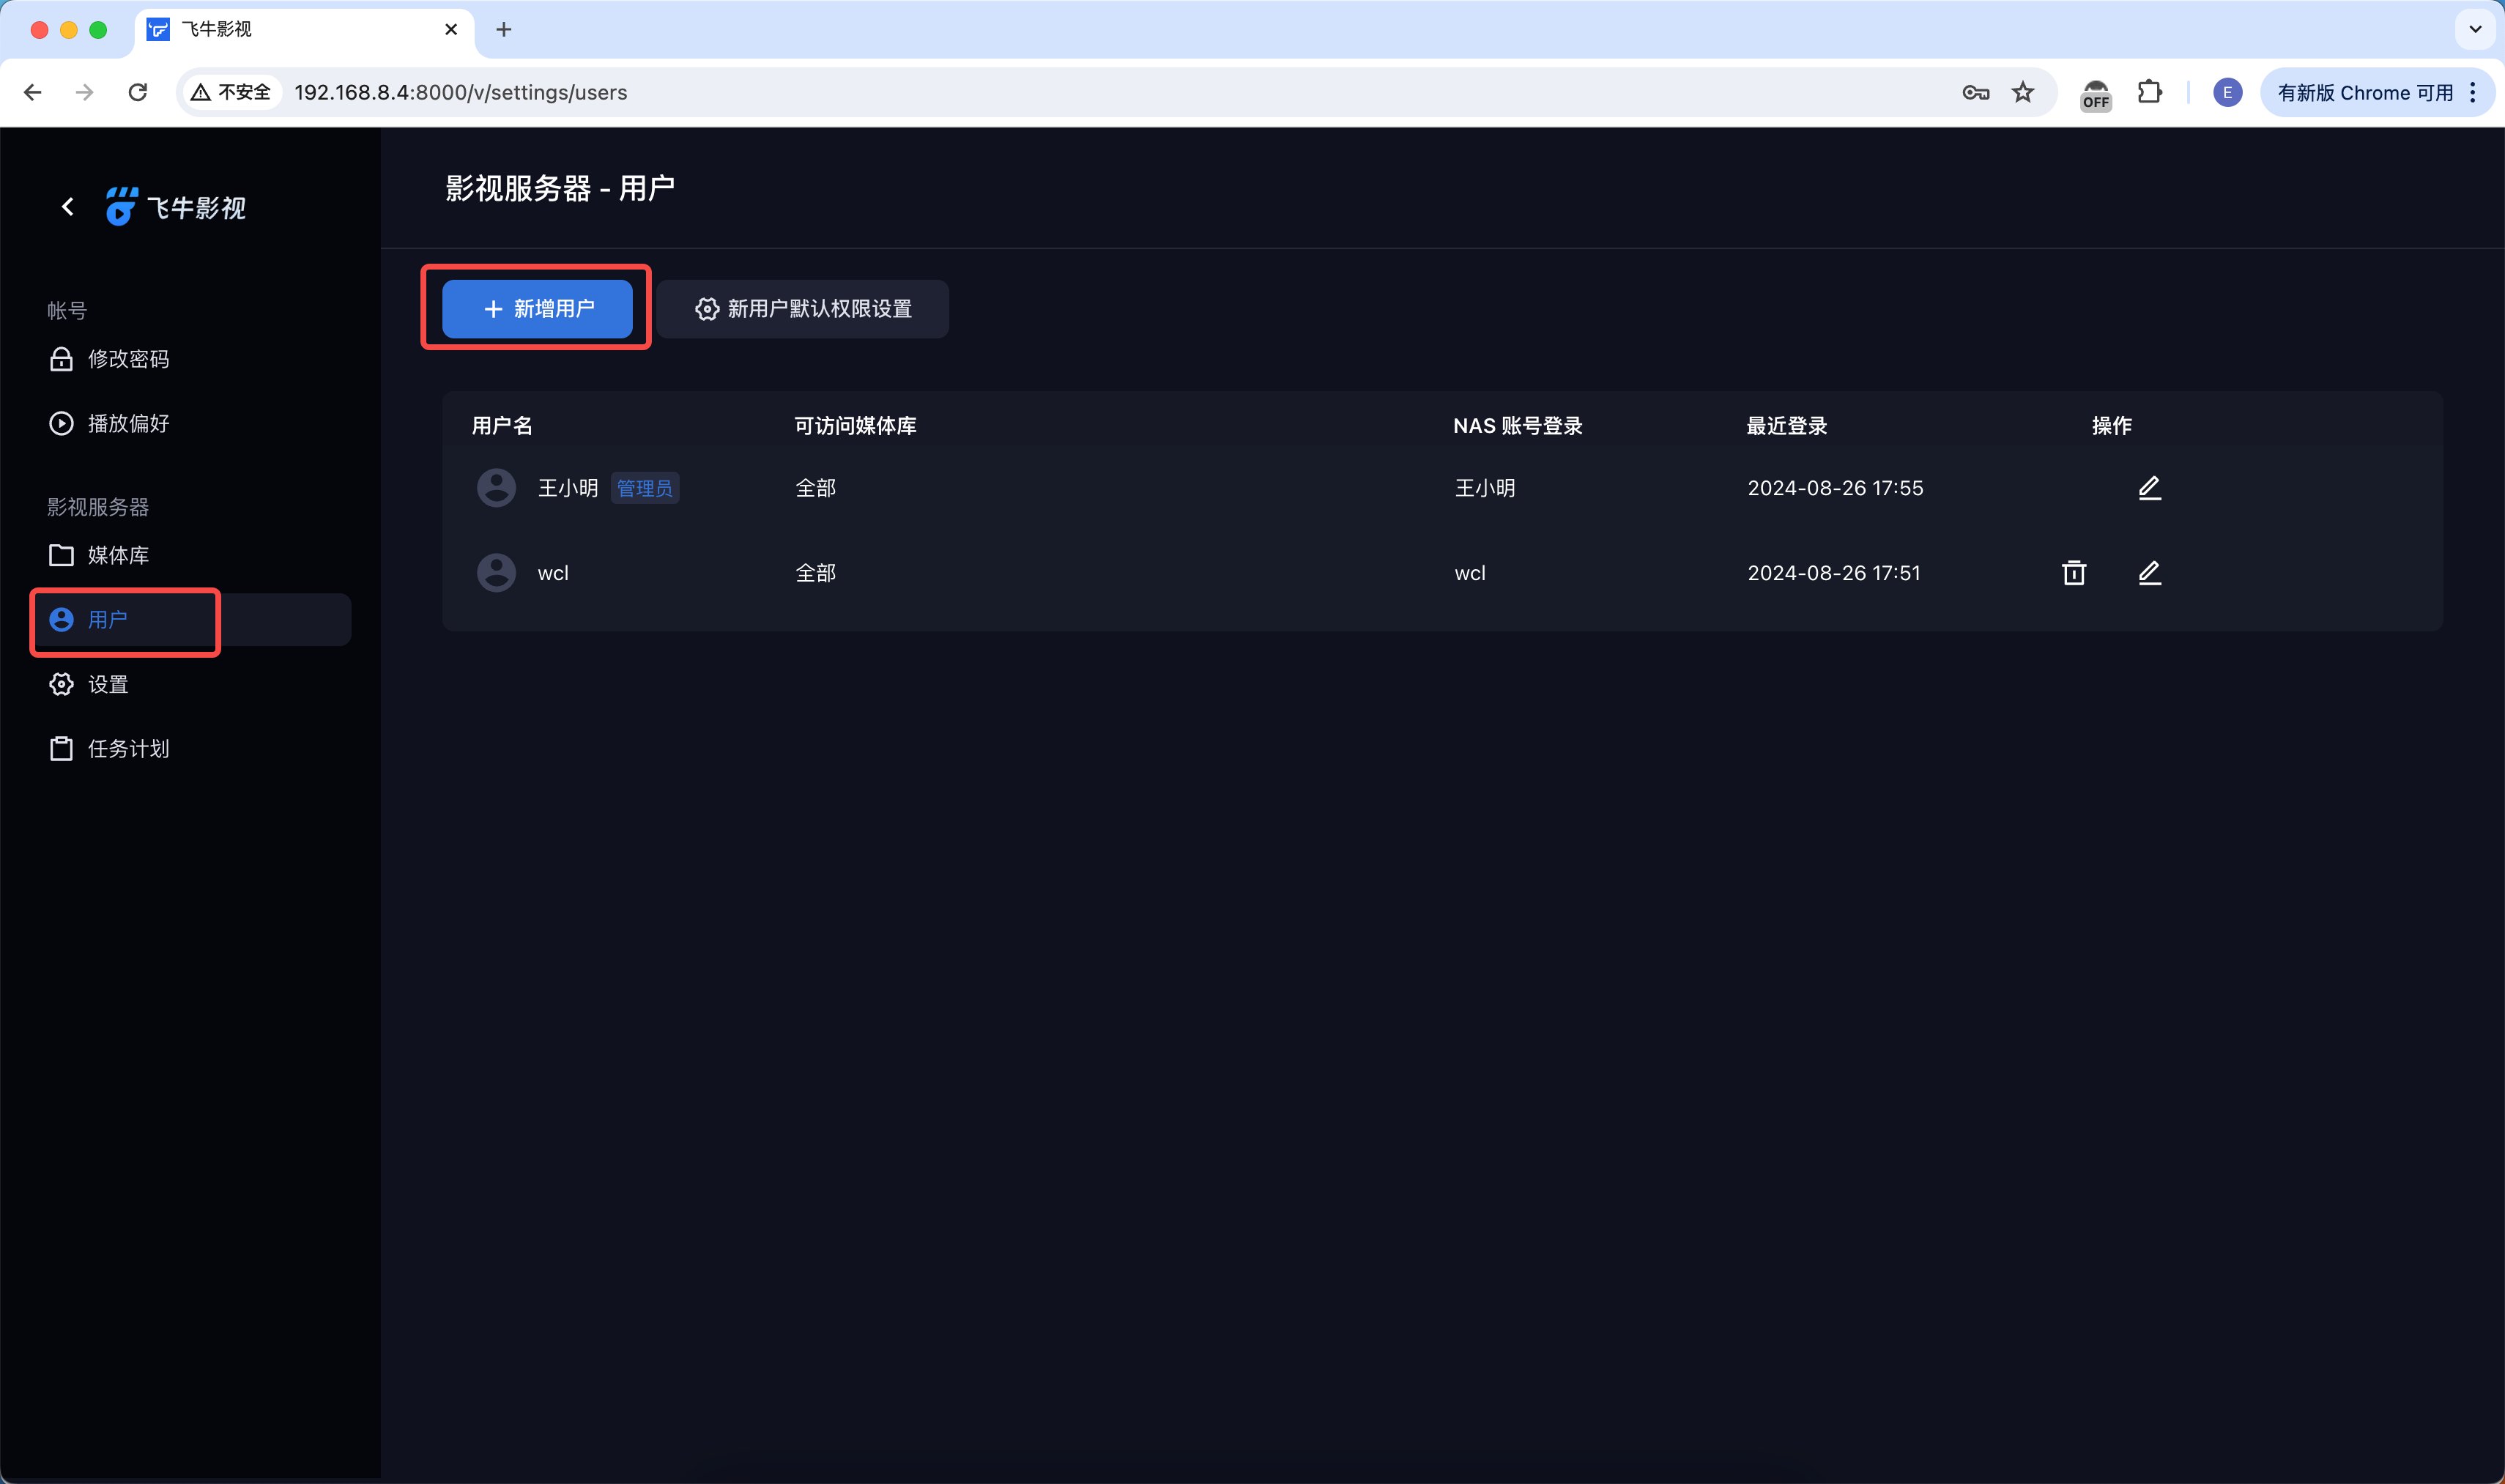 飞牛影视
不安全 192.168.8.4:8000/v/settings/users
OFF
E
有新版 Chrome 可用
飞牛影视
帐号
修改密码
播放偏好
影视服务器
媒体库
用户
设置
任务计划
影视服务器 - 用户
新增用户
新用户默认权限设置
用户名 可访问媒体库 NAS 账号登录 最近登录 操作
王小明 管理员 全部 王小明 2024-08-26 17:55
wcl 全部 wcl 2024-08-26 17:51